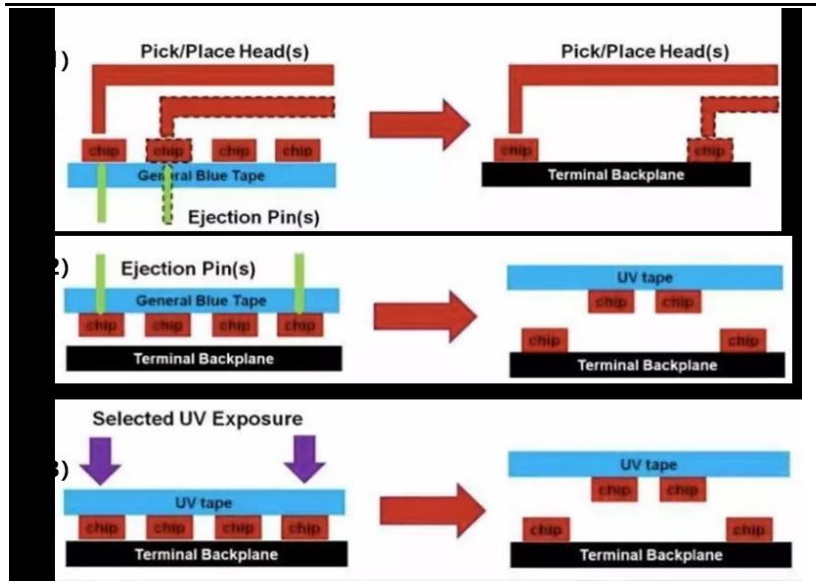 1)
Pick/Place Head(s)
Pick/Place Head(s)
chip chip chip chip
chip chip
General Blue Tape
Terminal Backplane
Ejection Pin(s)
2)
Ejection Pin(s)
General Blue Tape
chip chip chip chip
Terminal Backplane
UV tape
chip chip
chip chip
Terminal Backplane
3)
Selected UV Exposure
UV tape
chip chip chip chip
Terminal Backplane
UV tape
chip chip
chip chip
Terminal Backplane